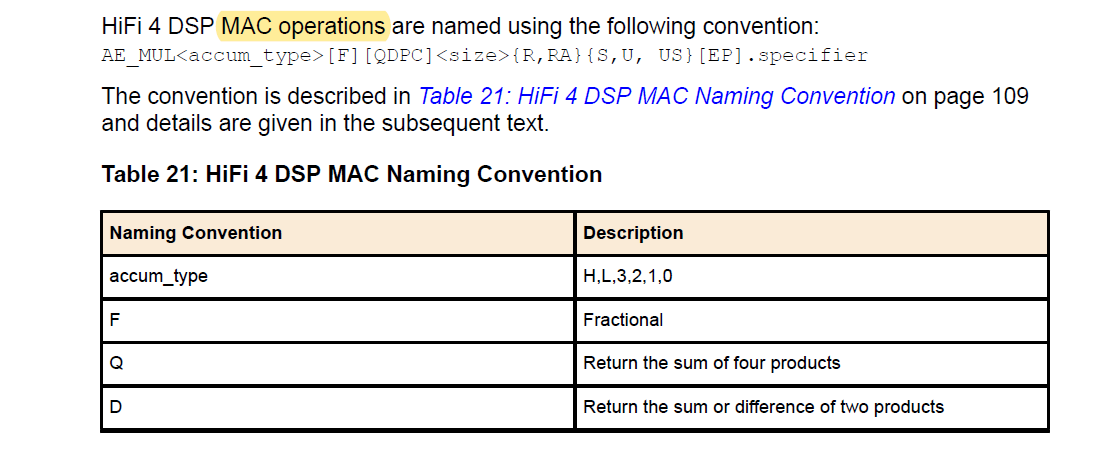 HiFi 4 DSP MAC operations are named using the following convention:
AE_MUL<accum_type>[F][QDPC]<size>{R,RA}{S,U, US}[EP].specifier
The convention is described in Table 21: HiFi 4 DSP MAC Naming Convention on page 109
and details are given in the subsequent text.
Table 21: HiFi 4 DSP MAC Naming Convention
Naming Convention Description
accum_type H,L,3,2,1,0
F Fractional
Q Return the sum of four products
D Return the sum or difference of two products